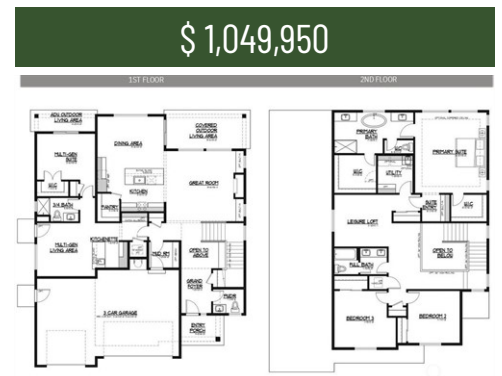 $ 1,049,950
1ST FLOOR
2ND FLOOR
ADU OUTDOOR
LIVING AREA
DINING AREA
COVERED
OUTDOOR
LIVING AREA
MULTI-GEN
SUITE
GREAT ROOM
W.I.C
KITCHEN
PANTRY
3/4 BATH
MULTI-GEN
LIVING AREA
KITCHENETTE
OPEN TO
ABOVE
GRAND
FOYER
PWDR
3 CAR GARAGE
ENTRY
PORCH
PRIMARY
BATH
PRIMARY SUITE
W.I.C
UTILITY
SUITE
ENTRY
W.I.C
LEISURE LOFT
OPEN TO
BELOW
FULL BATH
BEDROOM 3
BEDROOM 2